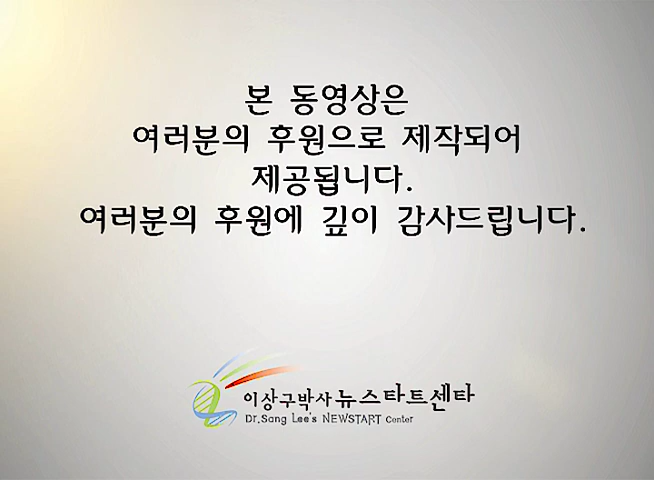 본 동영상은
여러분의 후원으로 제작되어
제공됩니다.
여러분의 후원에 깊이 감사드립니다.
이상구박사 뉴스타트센타
Dr.Sang Lee's NEWSTART Center